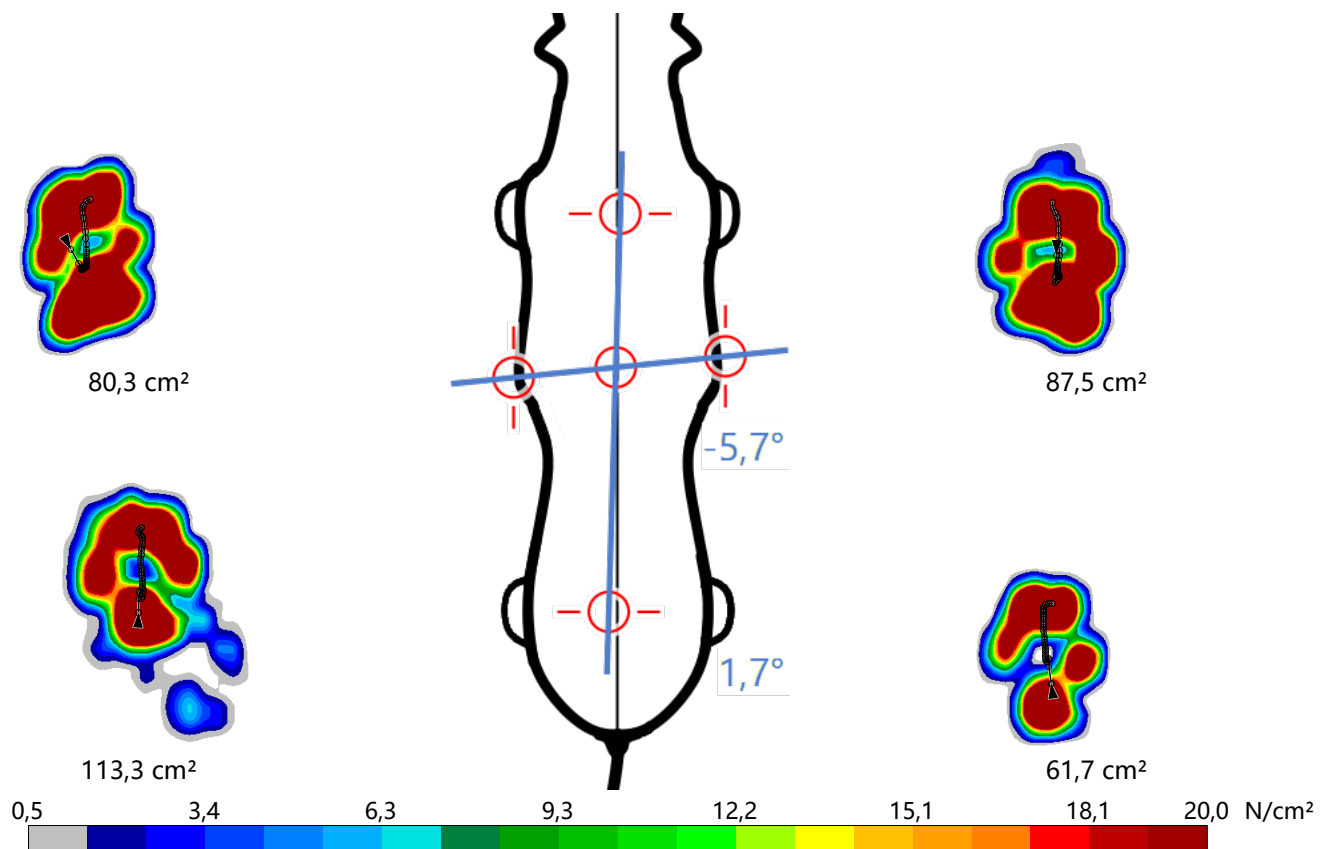 80,3 cm²
87,5 cm²
-5,7°
1,7°
113,3 cm²
61,7 cm²
0,5 3,4 6,3 9,3 12,2 15,1 18,1 20,0 N/cm²